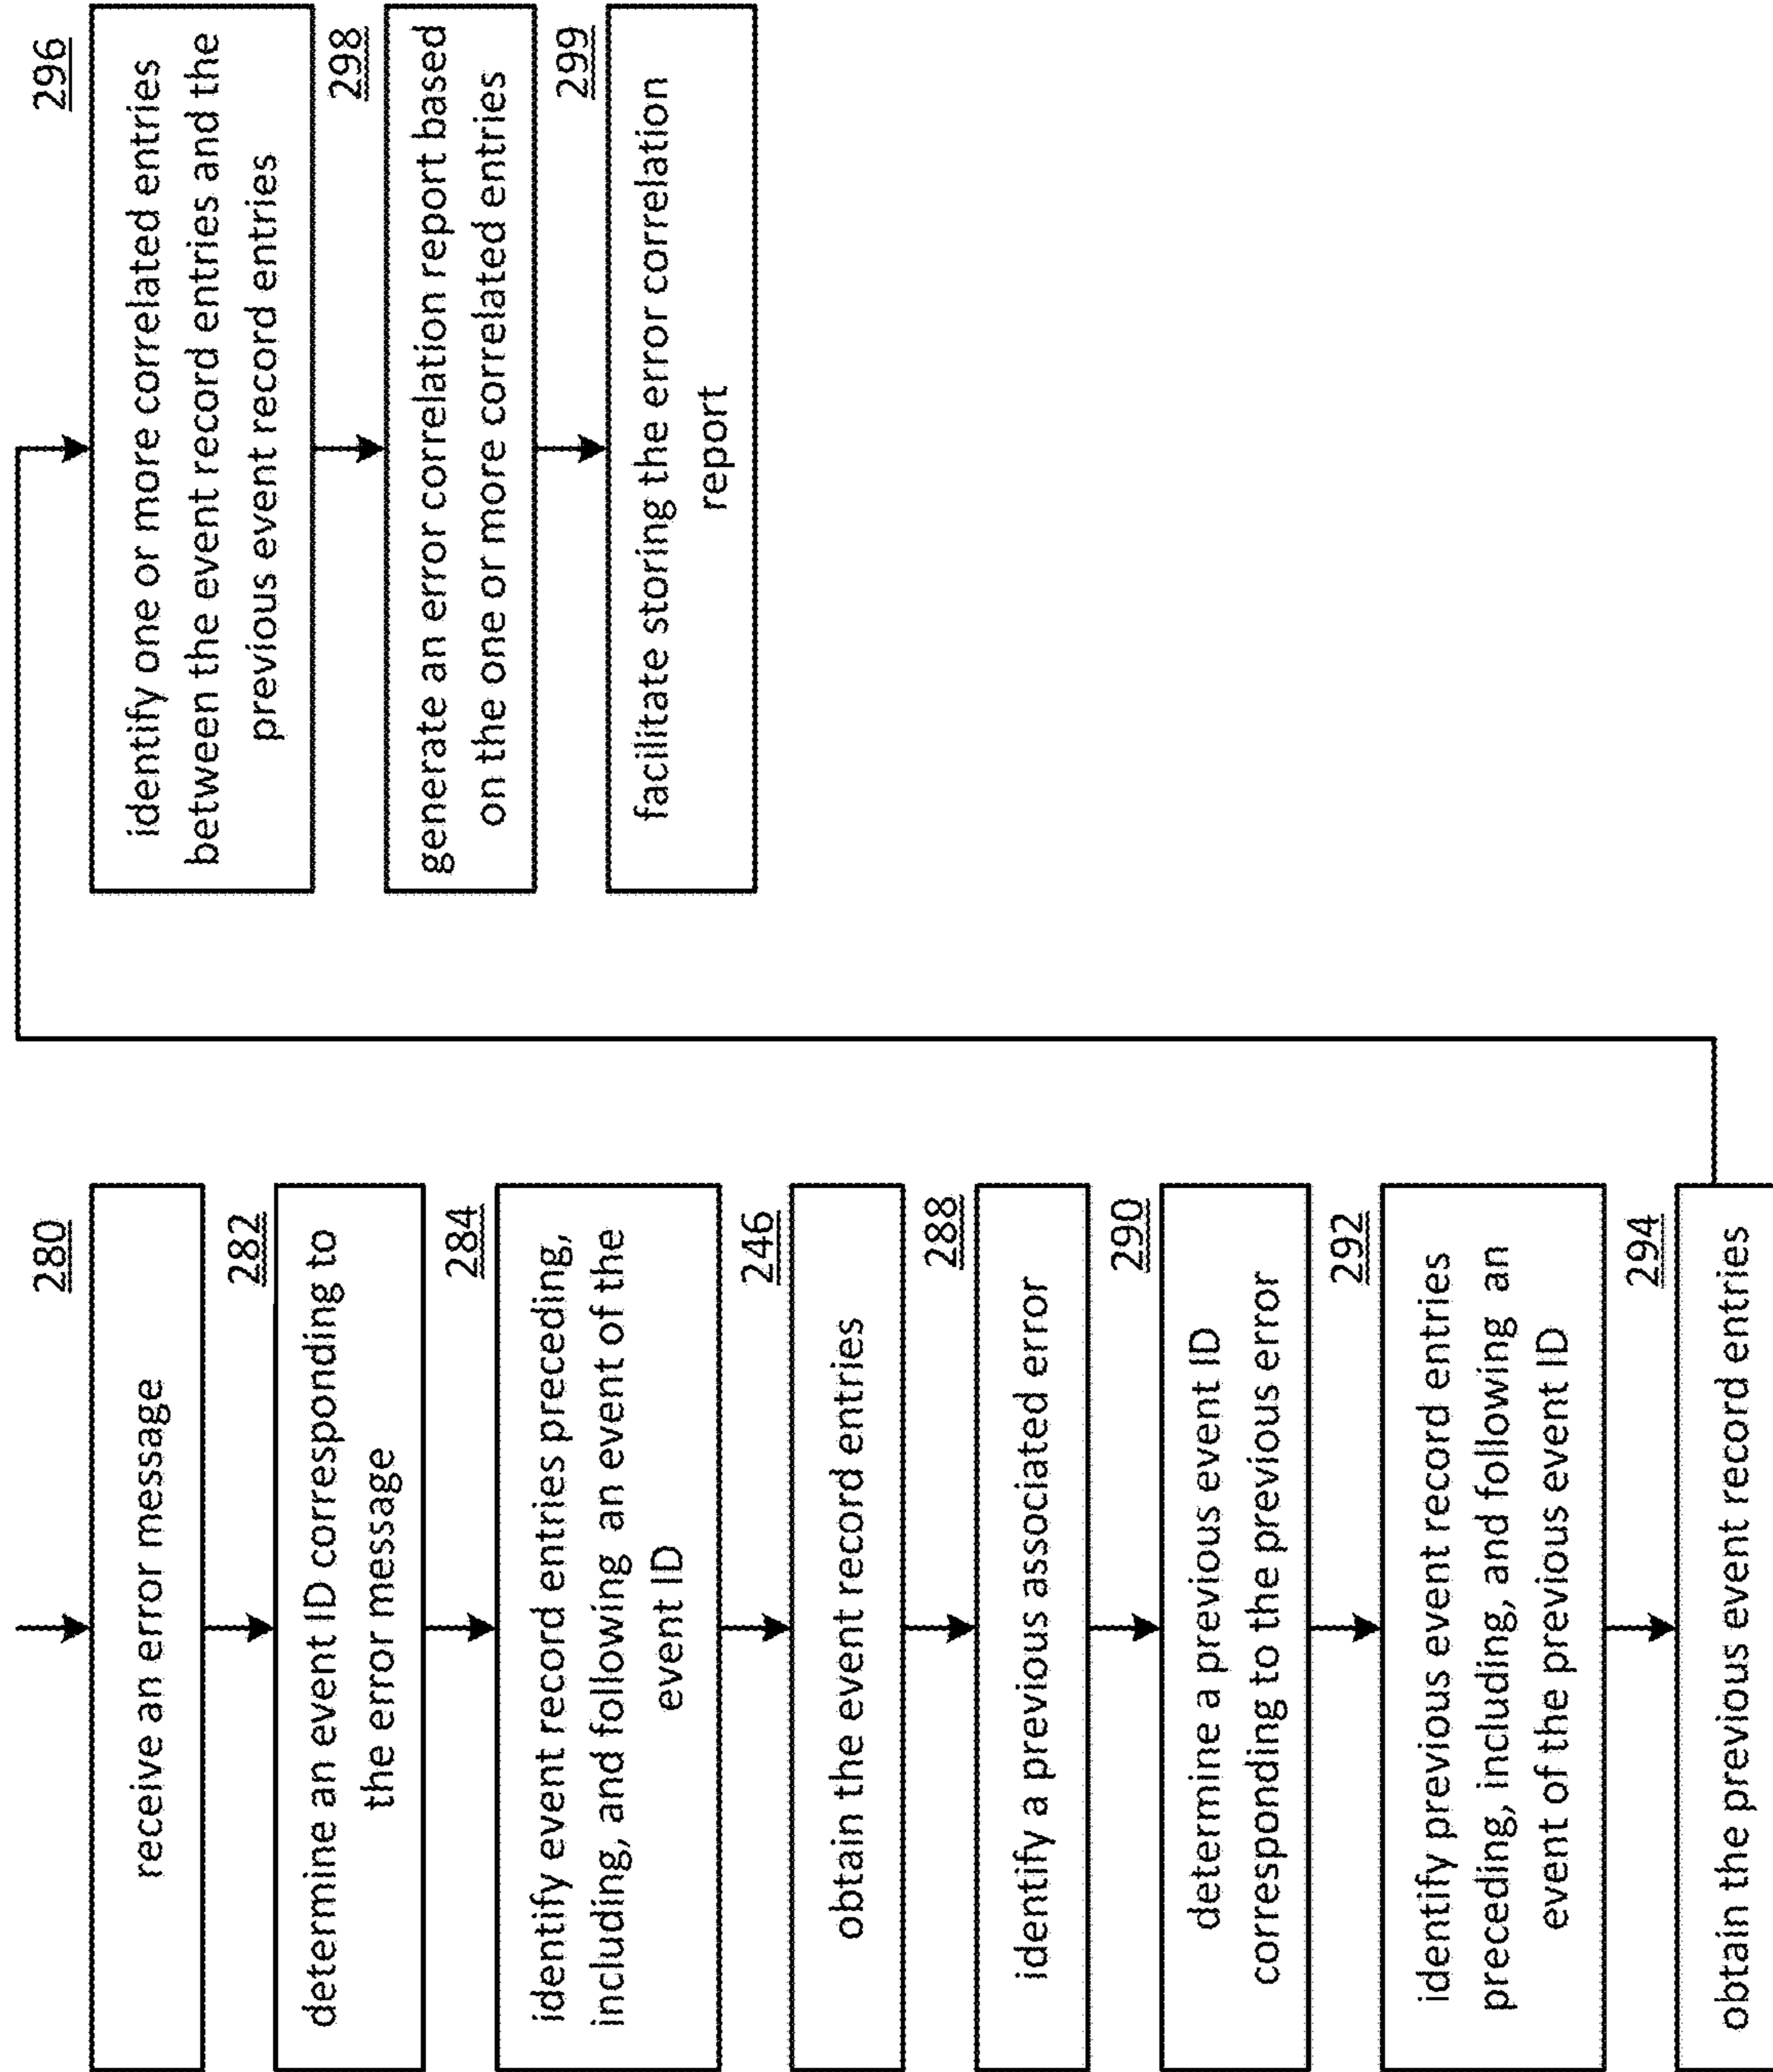 280
receive an error message
282
determine an event ID corresponding to
the error message
284
identify event record entries preceding,
including, and following an event of the
event ID
246
obtain the event record entries
288
identify a previous associated error
290
determine a previous event ID
corresponding to the previous error
292
identify previous event record entries
preceding, including, and following an
event of the previous event ID
294
obtain the previous event record entries
296
identify one or more correlated entries
between the event record entries and the
previous event record entries
298
generate an error correlation report based
on the one or more correlated entries
299
facilitate storing the error correlation
report